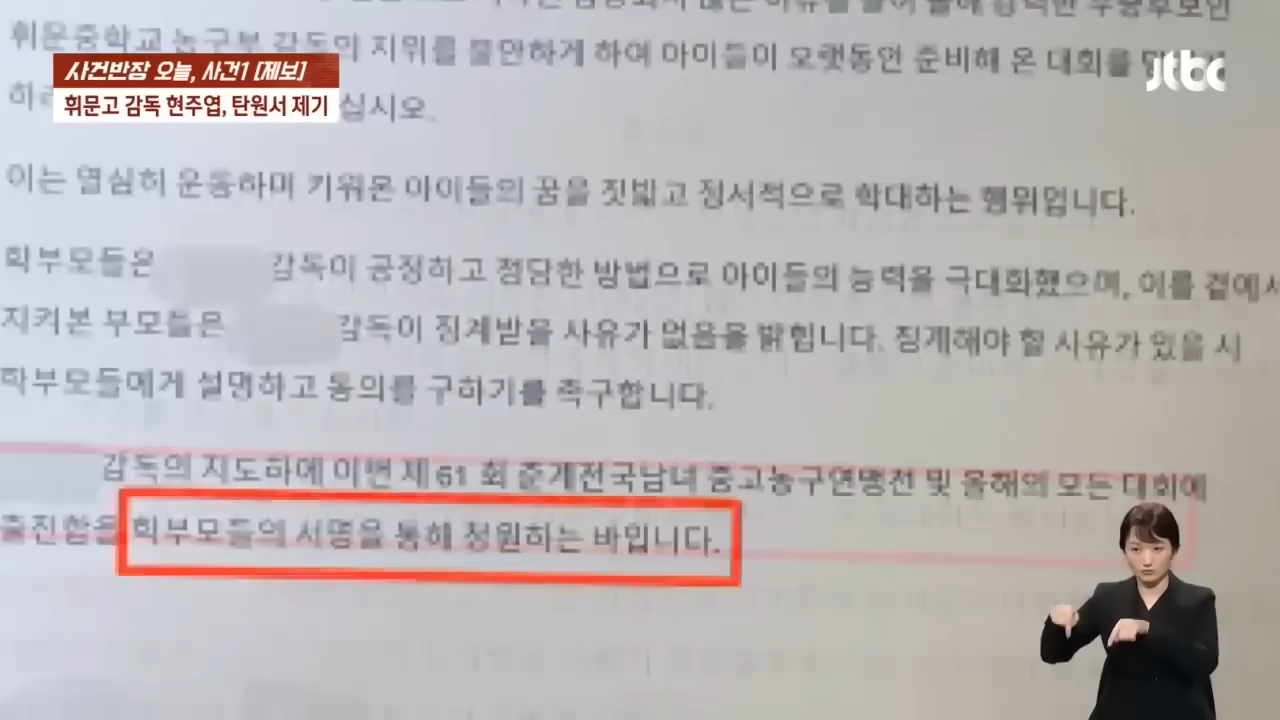 휘문중학교 농구부 감독의 지위를 불안하게 하여 아이들이 오랫동안 준비해 온 대회를
사건반장 오늘, 사건1 [제보]
jtbc
휘문고 감독 현주엽, 탄원서 제기
십시오.
이는 열심히 운동하며 키워온 아이들의 꿈을 짓밟고 정서적으로 학대하는 행위입니다.
학부모들은 감독이 공정하고 정당한 방법으로 아이들의 능력을 극대화했으며, 이를 곁에서
지켜본 부모들은 감독이 징계받을 사유가 없음을 밝힙니다. 징계해야 할 사유가 있을 시
학부모들에게 설명하고 동의를 구하기를 촉구합니다.
감독의 지도하에 이번 제 61 회 춘계전국남녀 중고농구연맹전 및 올해의 모든 대회에
출전함을 학부모들의 서명을 통해 청원하는 바입니다.